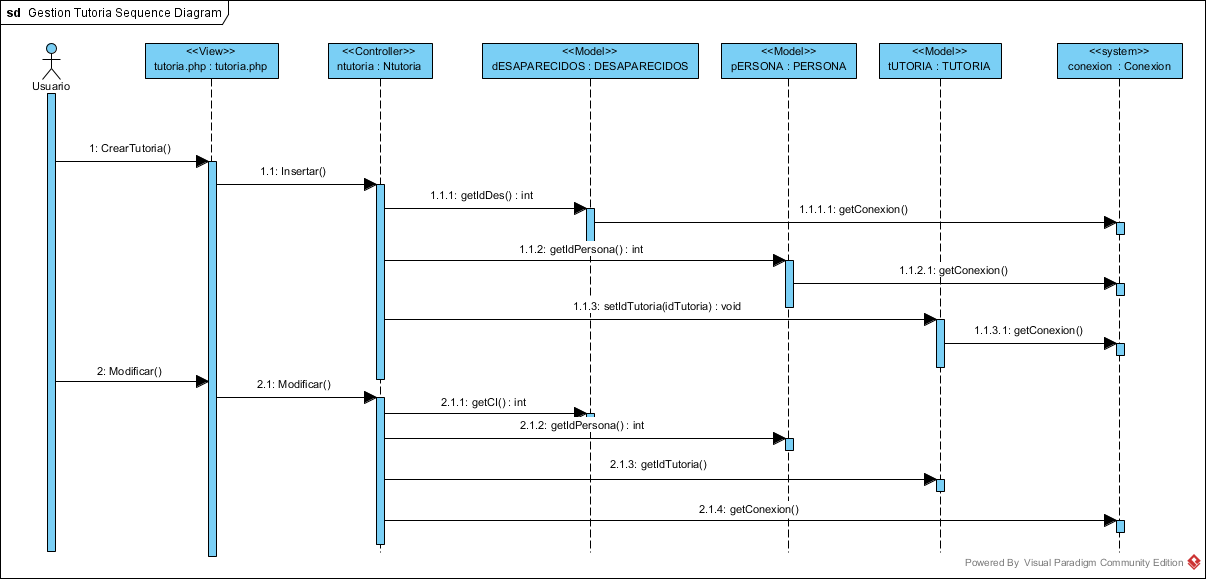 sd Gestion Tutoria Sequence Diagram
Usuario
<<View>>
tutoria.php : tutoria.php
<<Controller>>
ntutoria : Ntutoria
<<Model>>
dESAPARECIDOS : DESAPARECIDOS
<<Model>>
pERSONA : PERSONA
<<Model>>
tUTORIA : TUTORIA
<<system>>
conexion : Conexion
1: CrearTutoria()
1.1: Insertar()
1.1.1: getIdDes() : int
1.1.1.1: getConexion()
1.1.2: getIdPersona() : int
1.1.2.1: getConexion()
1.1.3: setIdTutoria(idTutoria) : void
1.1.3.1: getConexion()
2: Modificar()
2.1: Modificar()
2.1.1: getCI() : int
2.1.2: getIdPersona() : int
2.1.3: getIdTutoria()
2.1.4: getConexion()
Powered By Visual Paradigm Community Edition